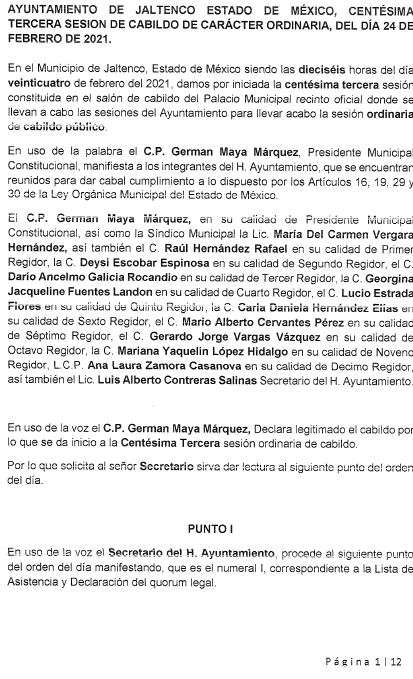 AYUNTAMIENTO DE JALTENCO ESTADO DE MÉXICO, CENTÉSIMA
TERCERA SESION DE CABILDO DE CARÁCTER ORDINARIA, DEL DÍA 24 DE
FEBRERO DE 2021.
En el Municipio de Jaltenco, Estado de México siendo las dieciséis horas del día
veinticuatro de febrero del 2021, damos por iniciada la centésima tercera sesión
constituida en el salón de cabildo del Palacio Municipal recinto oficial donde se
llevan a cabo las sesiones del Ayuntamiento para llevar acabo la sesión ordinaria
de cabildo público.
En uso de la palabra el C.P. German Maya Márquez, Presidente Municipal
Constitucional, manifiesta a los integrantes del H. Ayuntamiento, que se encuentran
reunidos para dar cabal cumplimiento a lo dispuesto por los Artículos 16, 19, 29 y
30 de la Ley Orgánica Municipal del Estado de México.
El C.P. German Maya Márquez, en su calidad de Presidente Municipal
Constitucional, así como la Síndico Municipal la Lic. María Del Carmen Vergara
Hernández, así también el C. Raúl Hernández Rafael en su calidad de Primer
Regidor, la C. Deysi Escobar Espinosa en su calidad de Segundo Regidor, el C.
Darío Ancelmo Galicia Rocandio en su calidad de Tercer Regidor, la C. Georgina
Jacqueline Fuentes Landon en su calidad de Cuarto Regidor, el C. Lucio Estrada
Flores en su calidad de Quinto Regidor, la C. Carla Daniela Hernández Elías en
su calidad de Sexto Regidor, el C. Mario Alberto Cervantes Pérez en su calidad
de Séptimo Regidor, el C. Gerardo Jorge Vargas Vázquez en su calidad de
Octavo Regidor, la C. Mariana Yaquelin López Hidalgo en su calidad de Noveno
Regidor, L.C.P. Ana Laura Zamora Casanova en su calidad de Decimo Regidor,
así también el Lic. Luis Alberto Contreras Salinas Secretario del H. Ayuntamiento.
En uso de la voz el C.P. German Maya Márquez, Declara legitimado el cabildo por
lo que se da inicio a la Centésima Tercera sesión ordinaria de cabildo.
Por lo que solicita al señor Secretario sirva dar lectura al siguiente punto del orden
del día.
PUNTO I
En uso de la voz el Secretario del H. Ayuntamiento, procede al siguiente punto
del orden del día manifestando, que es el numeral I, correspondiente a la Lista de
Asistencia y Declaración del quorum legal.
Página 1 | 12